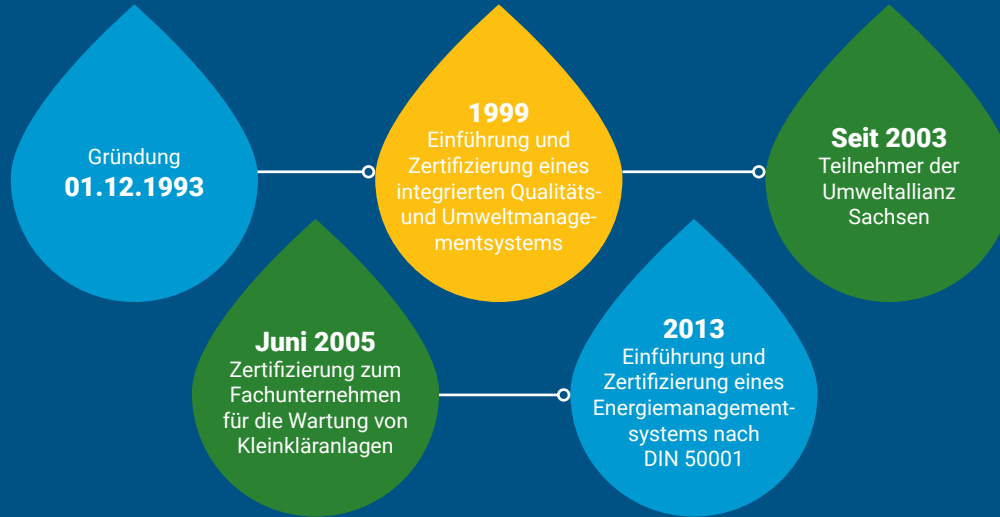 Gründung
01.12.1993
1999
Einführung und
Zertifizierung eines
integrierten Qualitäts-
und Umweltmanage-
mentsystems
Seit 2003
Teilnehmer der
Umweltallianz
Sachsen
Juni 2005
Zertifizierung zum
Fachunternehmen
für die Wartung von
Kleinkläranlagen
2013
Einführung und
Zertifizierung eines
Energiemanagement-
systems nach
DIN 50001